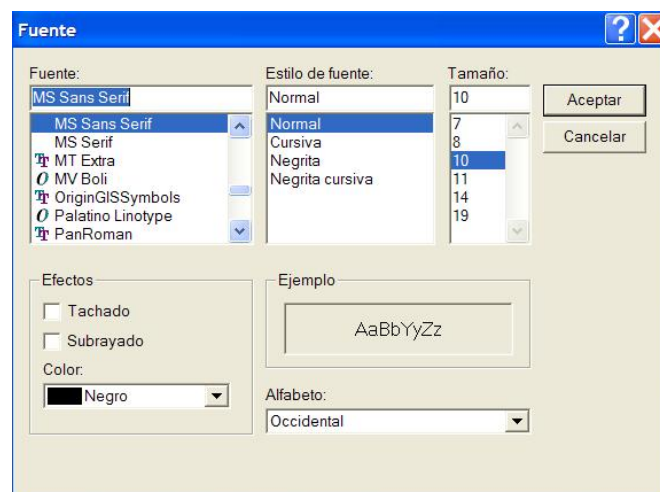 Fuente
Fuente:
MS Sans Serif
MS Sans Serif
MS Serif
MT Extra
MV Boli
OriginGISSymbols
Palatino Linotype
PanRoman
Estilo de fuente:
Normal
Normal
Cursiva
Negrita
Negrita cursiva
Tamaño:
10
7
8
10
11
14
19
Aceptar
Cancelar
Efectos
Tachado
Subrayado
Color:
Negro
Ejemplo
AaBbYyZz
Alfabeto:
Occidental